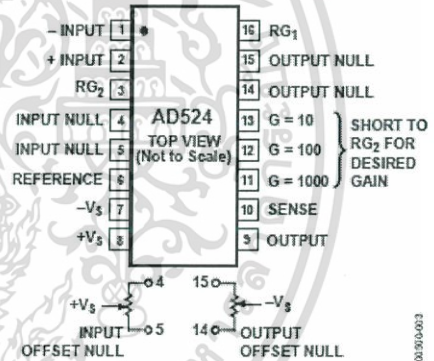 – INPUT 1
+ INPUT 2
RG2 3
INPUT NULL 4
INPUT NULL 5
REFERENCE 6
–VS 7
+VS 8
AD524
TOP VIEW
(Not to Scale)
16 RG1
15 OUTPUT NULL
14 OUTPUT NULL
13 G = 10
12 G = 100
11 G = 1000
10 SENSE
9 OUTPUT
SHORT TO
RG2 FOR
DESIRED
GAIN
+VS
4
5
INPUT
OFFSET NULL
15
14
–VS
OUTPUT
OFFSET NULL
00500-003